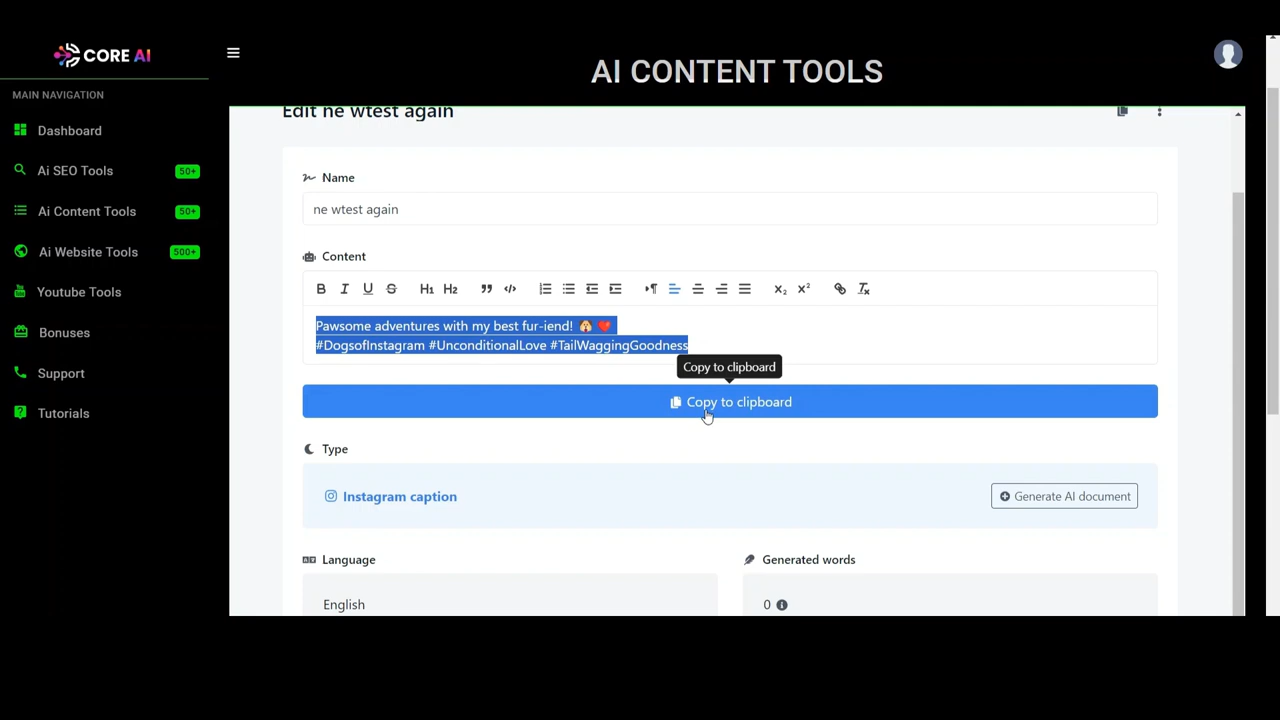 CORE AI
AI CONTENT TOOLS
MAIN NAVIGATION
Dashboard
Ai SEO Tools 50+
Ai Content Tools 50+
Ai Website Tools 500+
Youtube Tools
Bonuses
Support
Tutorials
Edit ne wtest again
Name
ne wtest again
Content
B I U S H1 H2 X₂ X²
Pawsome adventures with my best fur-iend! 🐶 ❤️
#DogsofInstagram #UnconditionalLove #TailWaggingGoodness
Copy to clipboard
Copy to clipboard
Type
Instagram caption
Generate AI document
Language
Generated words
English
0